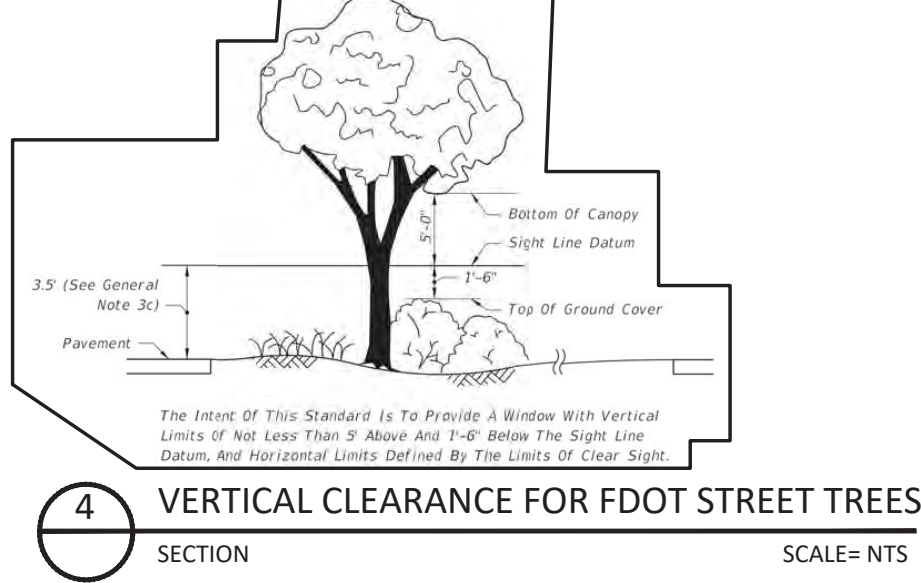 Bottom Of Canopy
5'-0"
Sight Line Datum
1'-6"
3.5' (See General
Note 3c)
Top Of Ground Cover
Pavement
The Intent Of This Standard Is To Provide A Window With Vertical
Limits Of Not Less Than 5' Above And 1'-6" Below The Sight Line
Datum, And Horizontal Limits Defined By The Limits Of Clear Sight.
4
VERTICAL CLEARANCE FOR FDOT STREET TREES
SECTION
SCALE= NTS